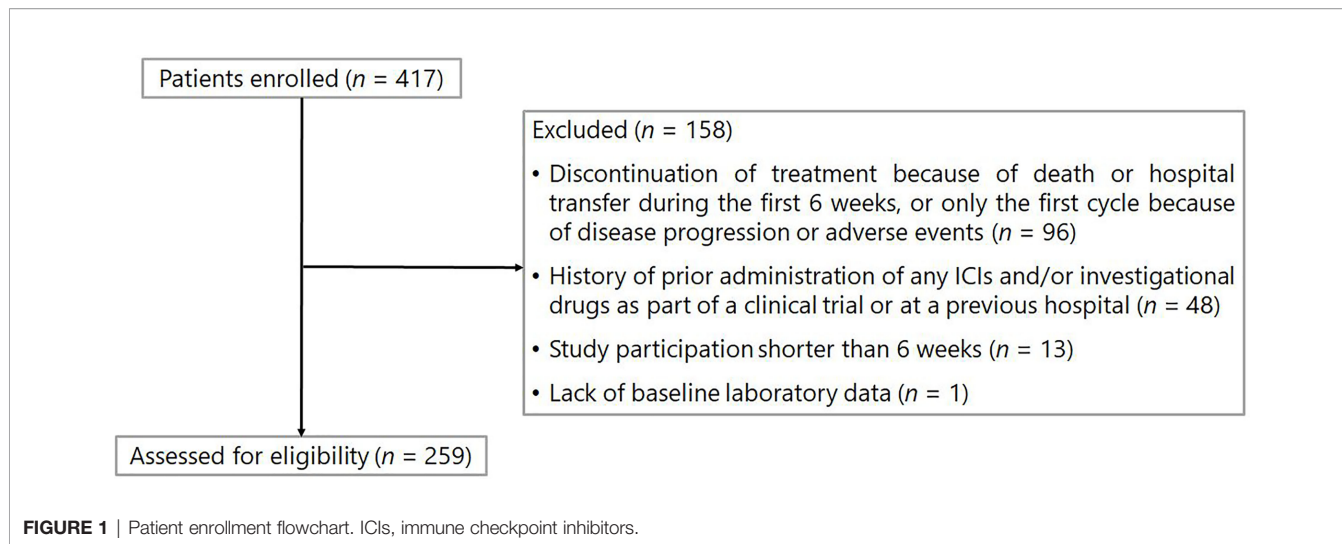 Patients enrolled (n = 417)
Excluded (n = 158)
• Discontinuation of treatment because of death or hospital
transfer during the first 6 weeks, or only the first cycle because
of disease progression or adverse events (n = 96)
• History of prior administration of any ICIs and/or investigational
drugs as part of a clinical trial or at a previous hospital (n = 48)
• Study participation shorter than 6 weeks (n = 13)
• Lack of baseline laboratory data (n = 1)
Assessed for eligibility (n = 259)
FIGURE 1 | Patient enrollment flowchart. ICIs, immune checkpoint inhibitors.